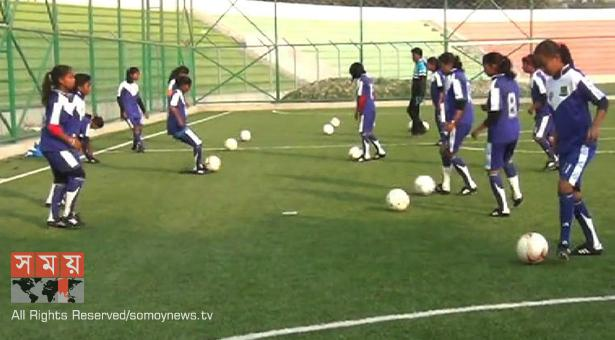 8
সময়
All Rights Reserved/somoynews.tv